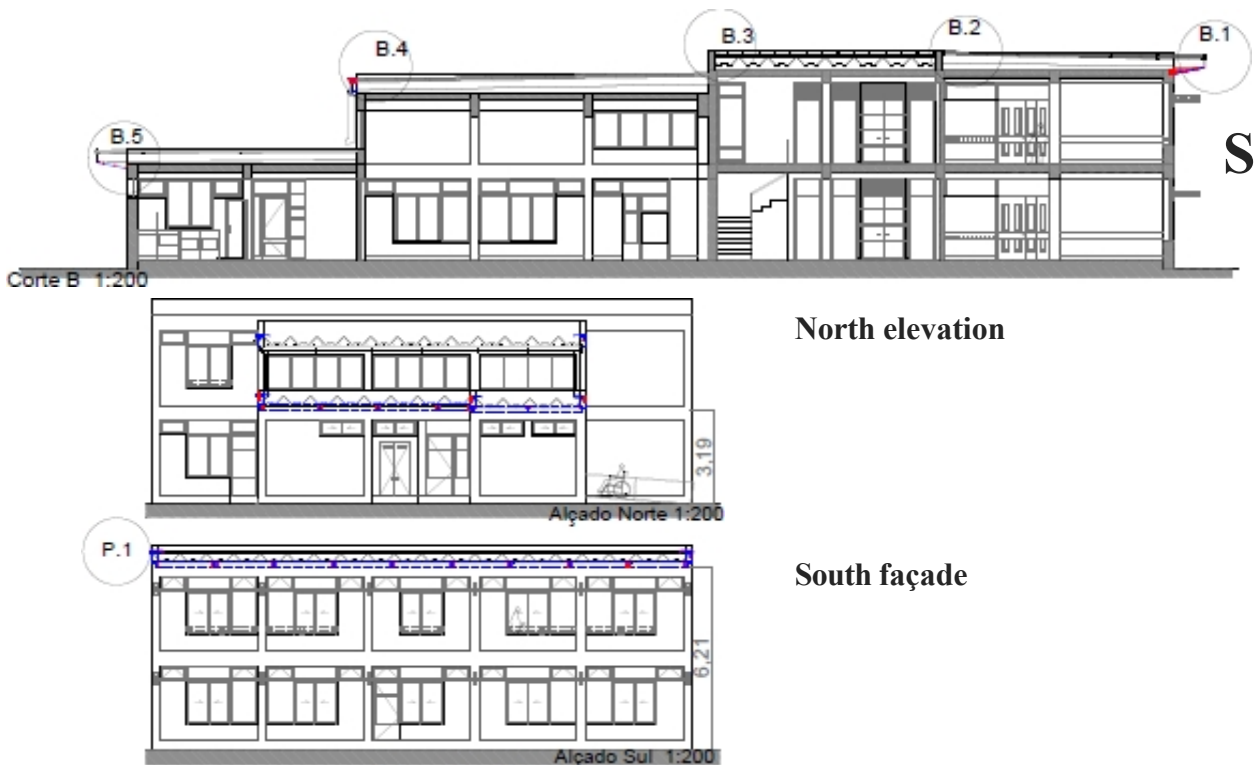 B.4
B.3
B.2
B.1
B.5
S
Corte B 1:200
North elevation
3,19
Alçado Norte 1:200
P.1
South façade
6,21
Alçado Sul 1:200